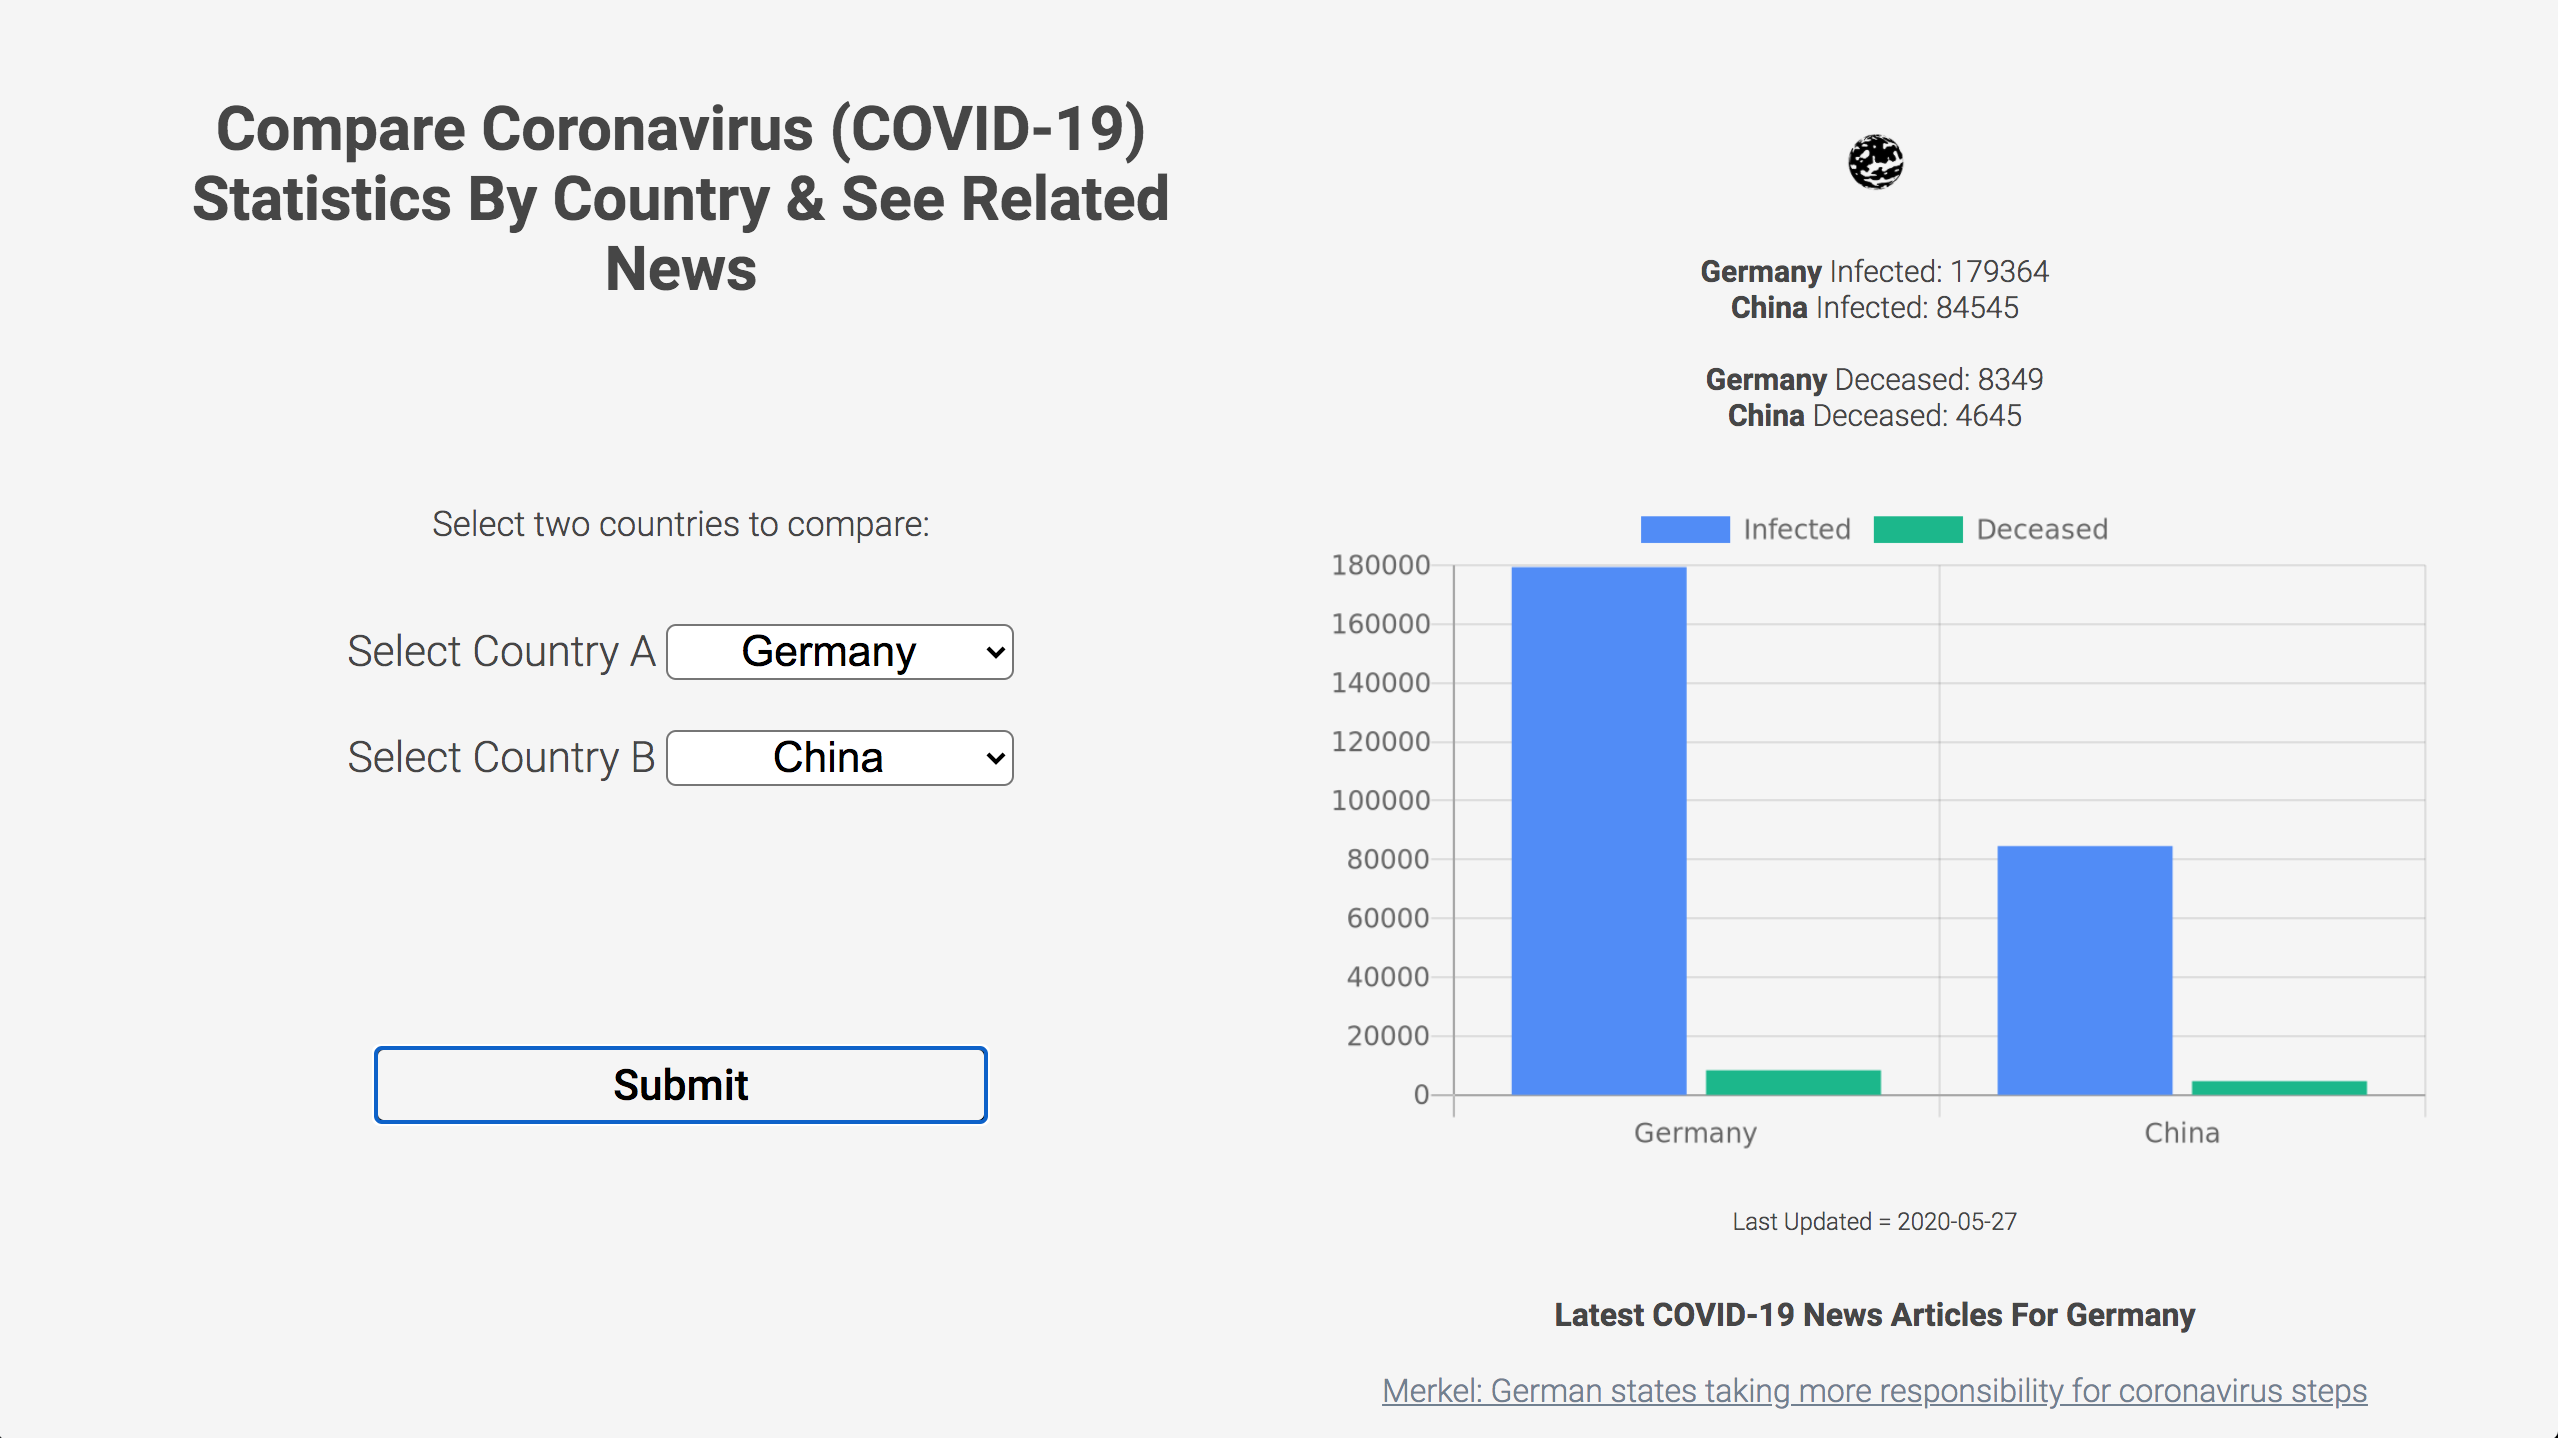 Compare Coronavirus (COVID-19)
Statistics By Country & See Related
News
Select two countries to compare:
Select Country A Germany
Select Country B China
Submit
Germany Infected: 179364
China Infected: 84545
Germany Deceased: 8349
China Deceased: 4645
Infected Deceased
180000
160000
140000
120000
100000
80000
60000
40000
20000
0
Germany China
Last Updated = 2020-05-27
Latest COVID-19 News Articles For Germany
Merkel: German states taking more responsibility for coronavirus steps